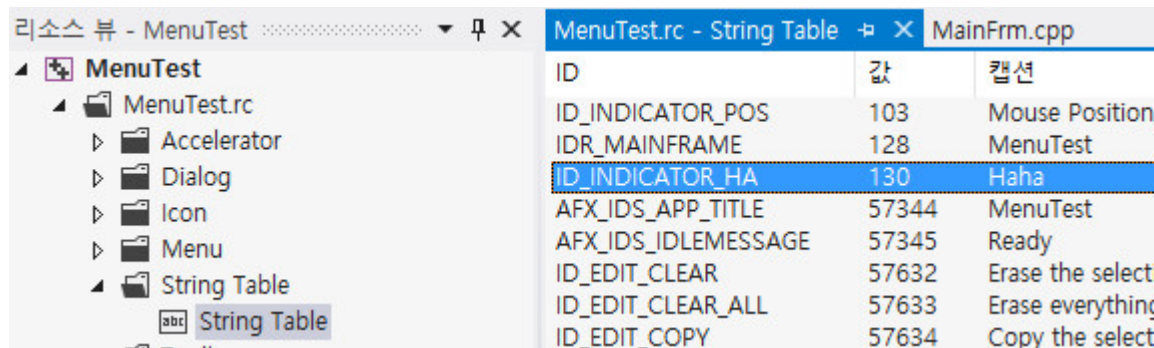 리소스 뷰 - MenuTest
MenuTest
MenuTest.rc
Accelerator
Dialog
Icon
Menu
String Table
abc String Table
MenuTest.rc - String Table MainFrm.cpp
ID 값 캡션
ID_INDICATOR_POS 103 Mouse Position
IDR_MAINFRAME 128 MenuTest
ID_INDICATOR_HA 130 Haha
AFX_IDS_APP_TITLE 57344 MenuTest
AFX_IDS_IDLEMESSAGE 57345 Ready
ID_EDIT_CLEAR 57632 Erase the select
ID_EDIT_CLEAR_ALL 57633 Erase everything
ID_EDIT_COPY 57634 Copy the select